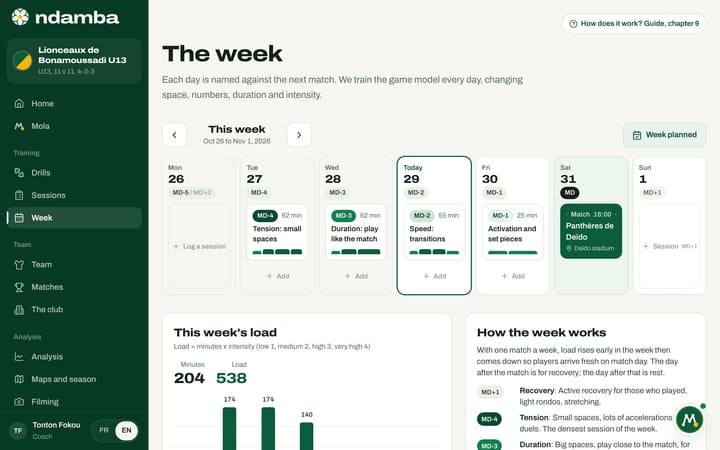 ndamba
Lionceaux de
Bonamoussadi U13
U13, 11 v 11, 4-3-3
Home
Mola
Training
Drills
Sessions
Week
Team
Team
Matches
The club
Analysis
Analysis
Maps and season
Filming
TF
Tonton Fokou
Coach
FR EN
How does it work? Guide, chapter 9
The week
Each day is named against the next match. We train the game model every day, changing
space, numbers, duration and intensity.
This week
Oct 26 to Nov 1, 2026
Week planned
Mon
26
MD-5 / MD+2
Log a session
Tue
27
MD-4
MD-4 62 min
Tension: small
spaces
Add
Wed
28
MD-3
MD-3 62 min
Duration: play
like the match
Add
Today
29
MD-2
MD-2 55 min
Speed:
transitions
Add
Fri
30
MD-1
MD-1 25 min
Activation and
set pieces
Add
Sat
31
MD
Match 16:00
Panthères de
Deïdo
Deïdo stadium
Sun
1
MD+1
Session MD+1
This week's load
Load = minutes x intensity (low 1, medium 2, high 3, very high 4)
Minutes Load
204 538
174 174 140
How the week works
With one match a week, load rises early in the week then
comes down so players arrive fresh on match day. The day
after the match is for recovery; the day after that is rest.
MD+1 Recovery: Active recovery for those who played,
light rondos, stretching.
MD-4 Tension: Small spaces, lots of accelerations
duels. The densest session of the week.
MD-3 Duration: Big spaces, play close to the match, for